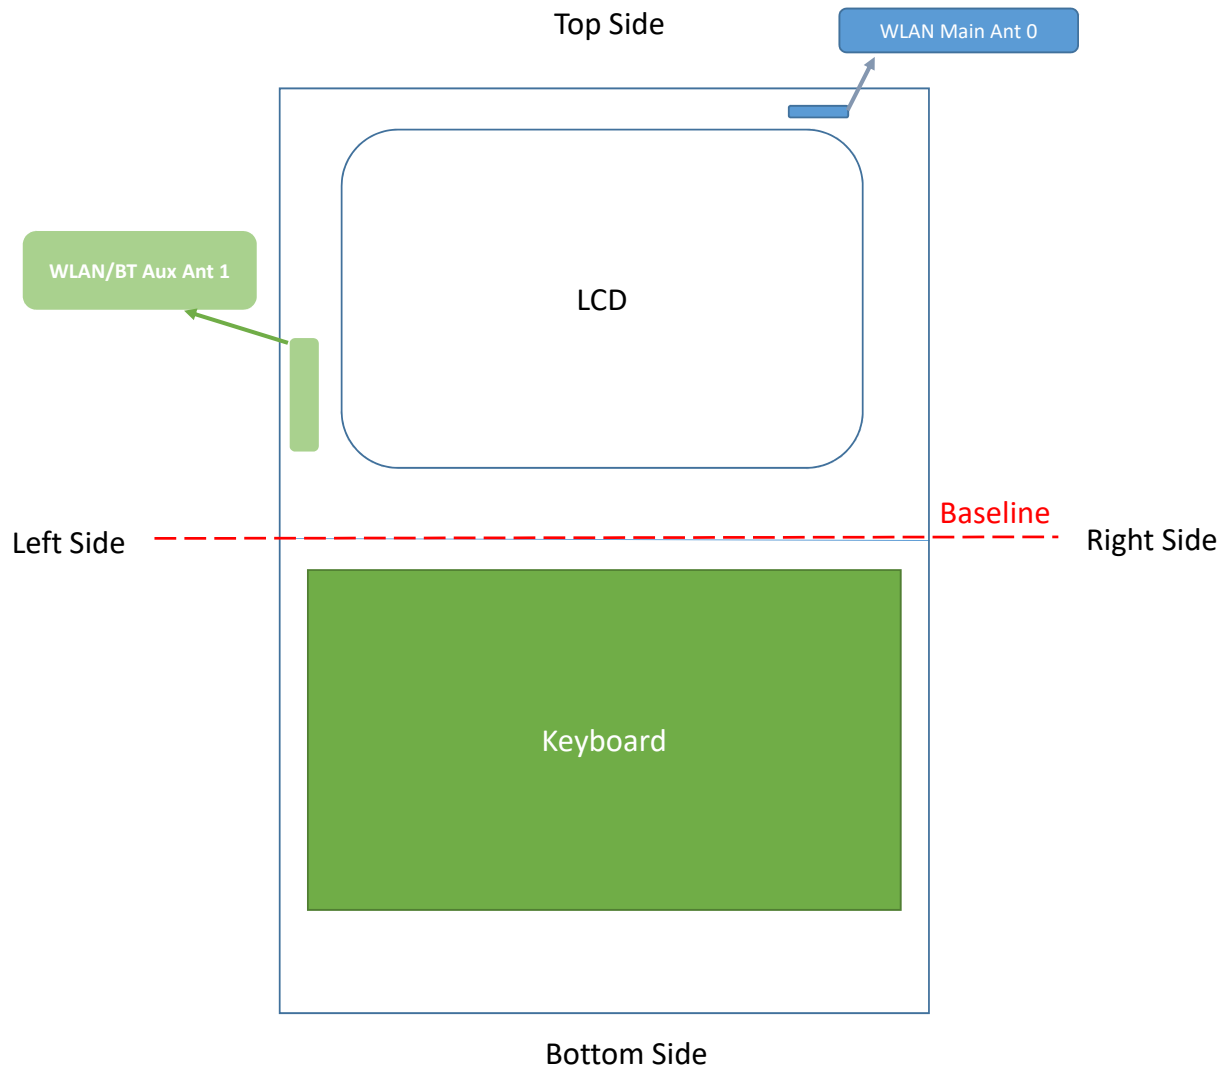 Top Side
WLAN Main Ant 0
WLAN/BT Aux Ant 1
LCD
Baseline
Left Side
Right Side
Keyboard
Bottom Side